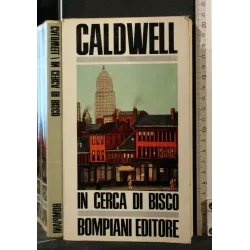 CALDWELL
IN CERCA DI BISCO
BOMPIANI EDITORE
CALDWELL \ IN CERCA DI BISCO
BOMPIANI